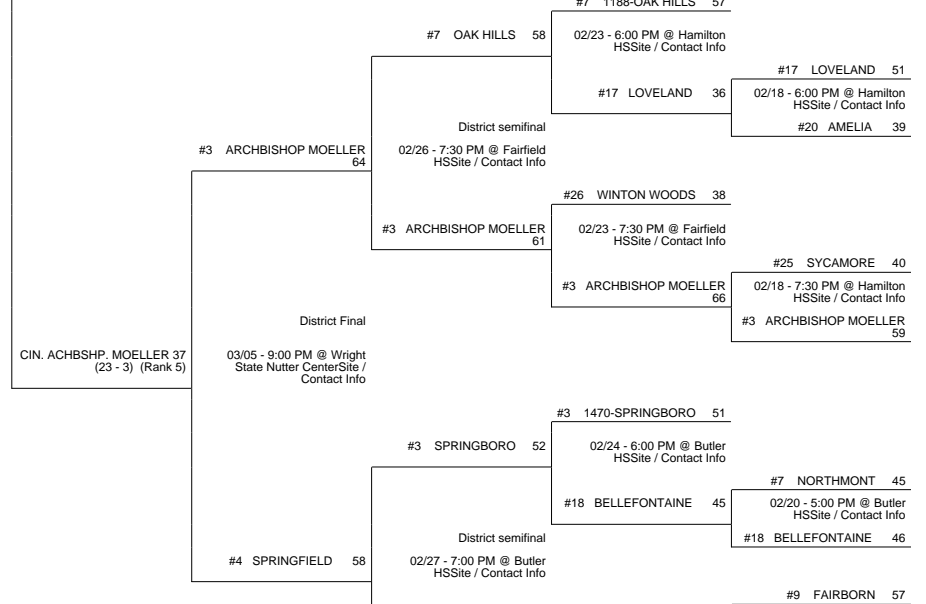 #7 1188-OAK HILLS 57
#7 OAK HILLS 58
02/23 - 6:00 PM @ Hamilton
HSSite / Contact Info
#17 LOVELAND 51
#17 LOVELAND 36
02/18 - 6:00 PM @ Hamilton
HSSite / Contact Info
District semifinal
#20 AMELIA 39
#3 ARCHBISHOP MOELLER
64
02/26 - 7:30 PM @ Fairfield
HSSite / Contact Info
#26 WINTON WOODS 38
#3 ARCHBISHOP MOELLER
61
02/23 - 7:30 PM @ Fairfield
HSSite / Contact Info
#25 SYCAMORE 40
#3 ARCHBISHOP MOELLER
66
02/18 - 7:30 PM @ Hamilton
HSSite / Contact Info
District Final
#3 ARCHBISHOP MOELLER
59
CIN. ACHBSHP. MOELLER 37
(23 - 3) (Rank 5)
03/05 - 9:00 PM @ Wright
State Nutter CenterSite /
Contact Info
#3 1470-SPRINGBORO 51
#3 SPRINGBORO 52
02/24 - 6:00 PM @ Butler
HSSite / Contact Info
#7 NORTHMONT 45
#18 BELLEFONTAINE 45
02/20 - 5:00 PM @ Butler
HSSite / Contact Info
District semifinal
#18 BELLEFONTAINE 46
#4 SPRINGFIELD 58
02/27 - 7:00 PM @ Butler
HSSite / Contact Info
#9 FAIRBORN 57